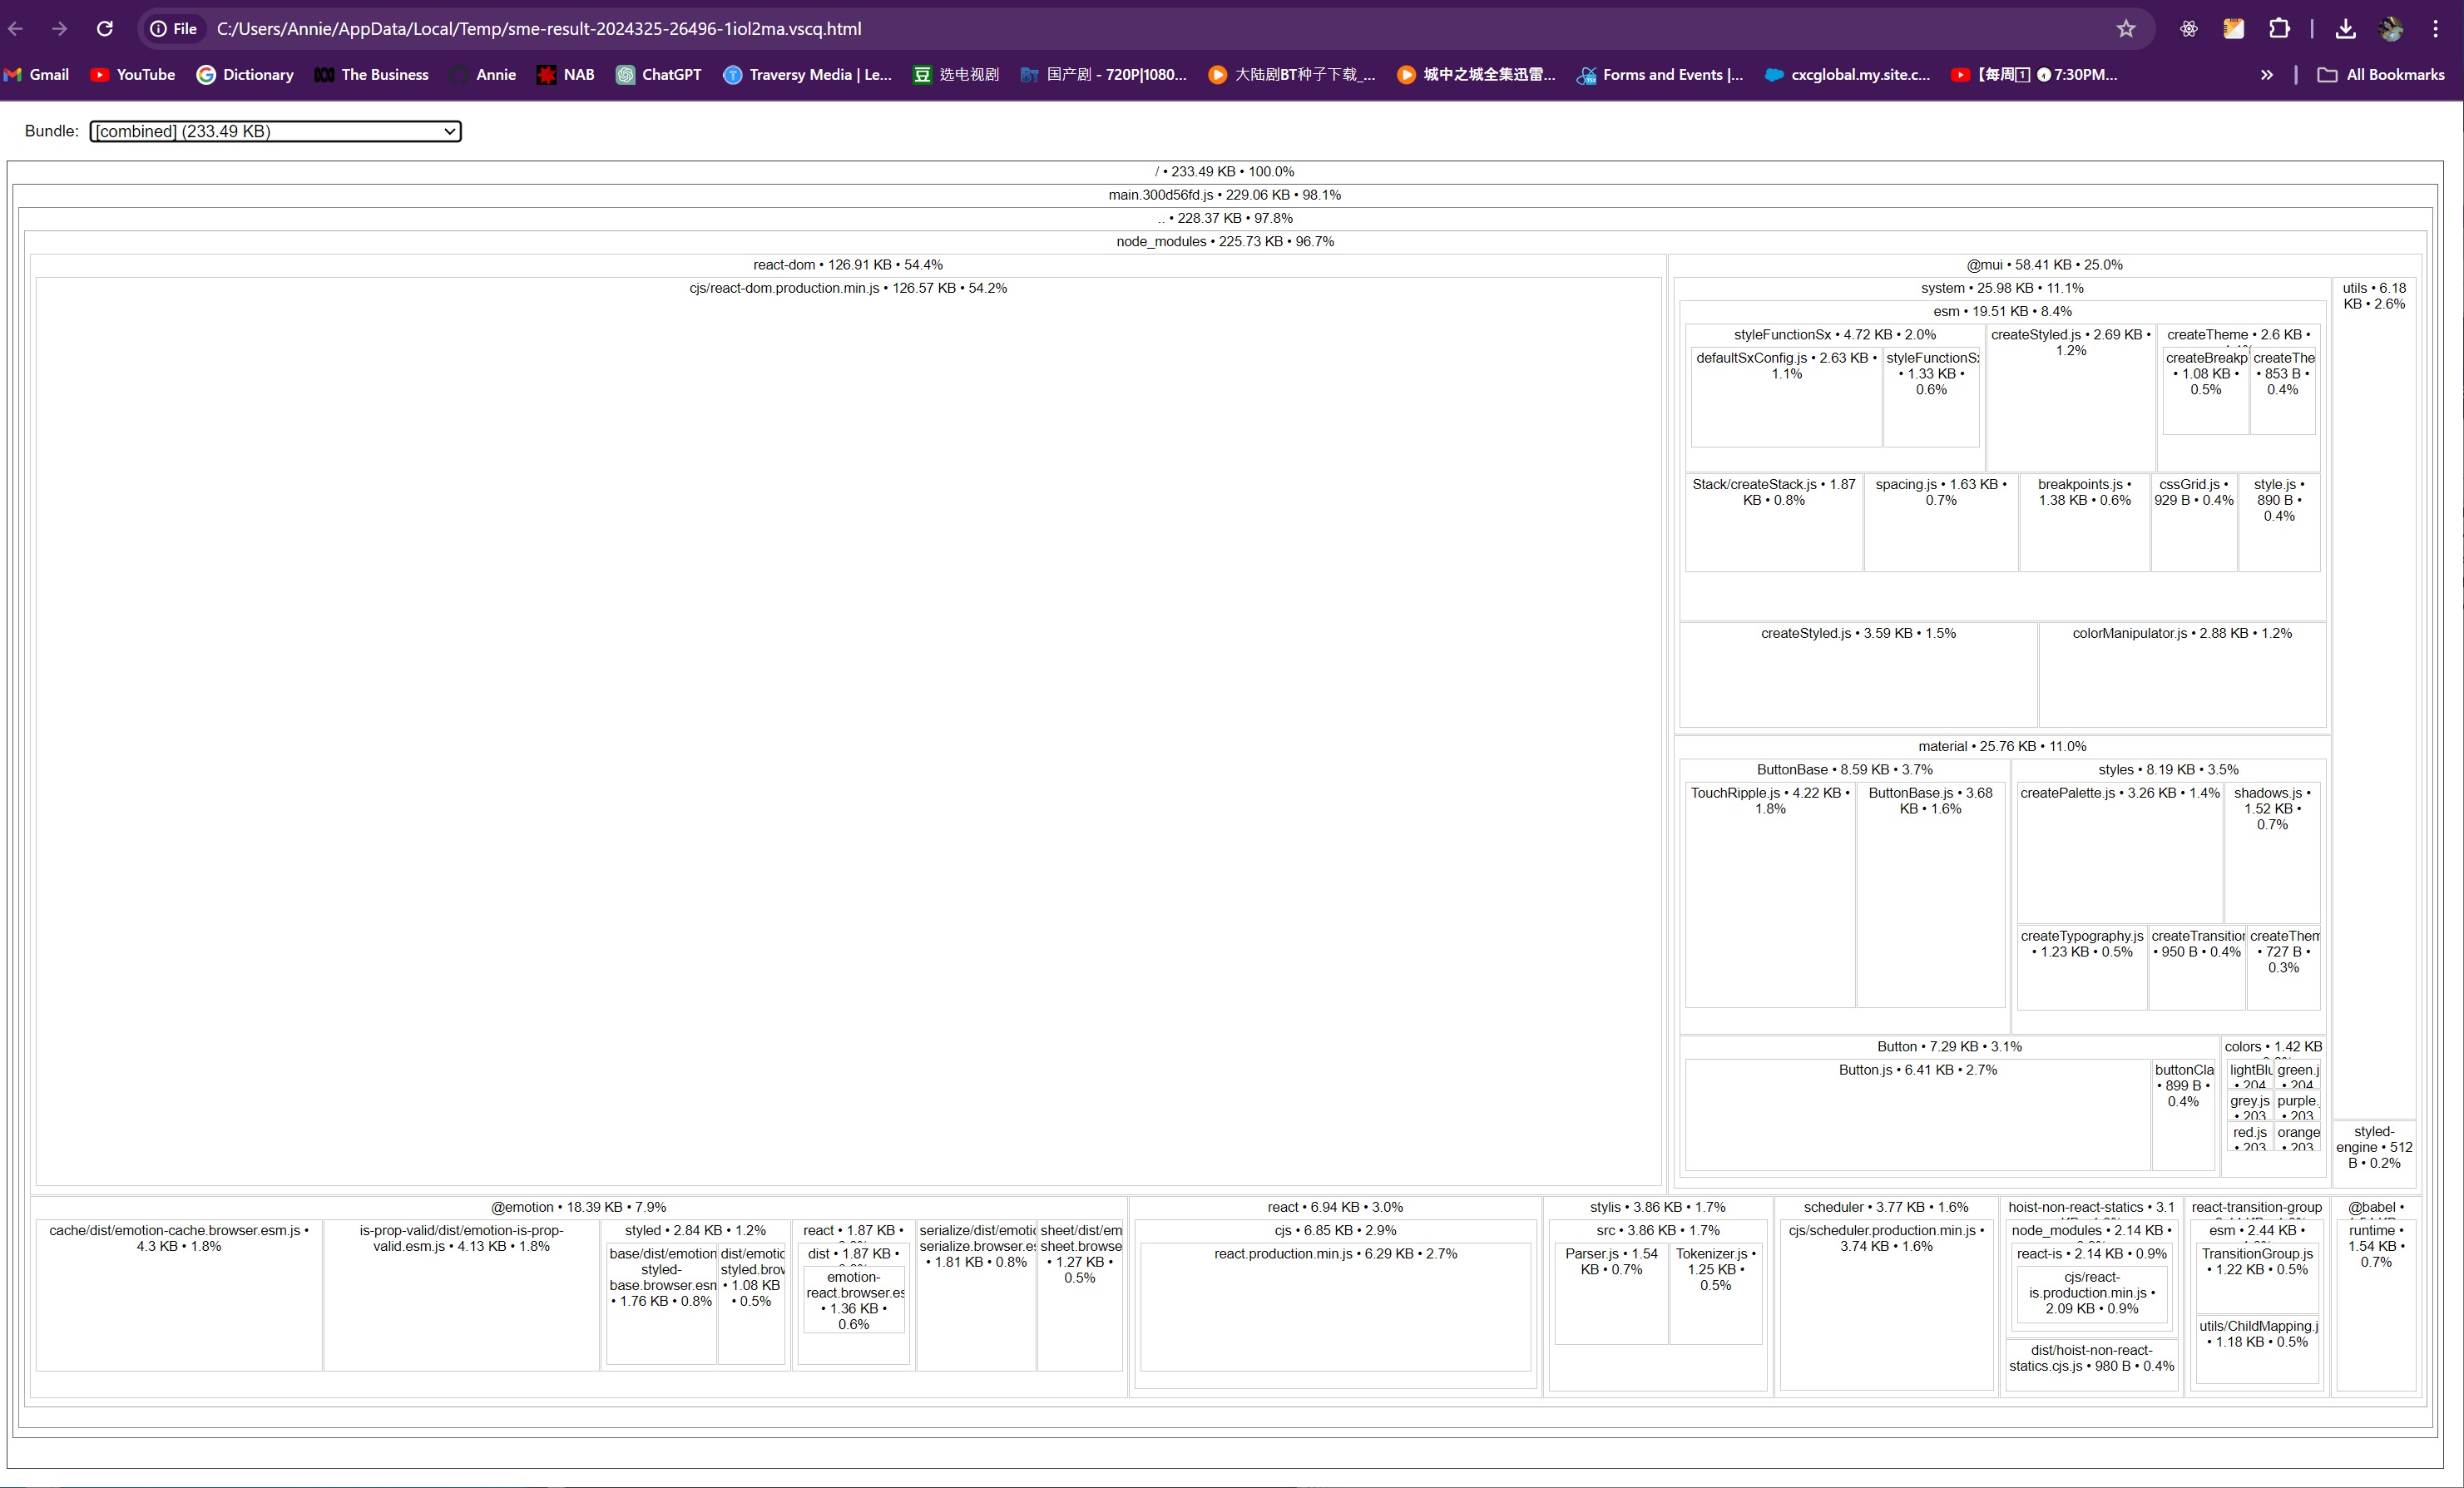 File C:/Users/Annie/AppData/Local/Temp/sme-result-2024325-26496-1iol2ma.vscq.html
Gmail YouTube Dictionary The Business Annie NAB ChatGPT Traversy Media | Le... 选电视剧 国产剧 - 720P|1080... 大陆剧BT种子下载_... 城中之城全集迅雷... Forms and Events |... cxcglobal.my.site.c... 【每周1 7:30PM... » All Bookmarks
Bundle: [combined] (233.49 KB)
/ • 233.49 KB • 100.0%
main.300d56fd.js • 229.06 KB • 98.1%
.. • 228.37 KB • 97.8%
node_modules • 225.73 KB • 96.7%
react-dom • 126.91 KB • 54.4%
cjs/react-dom.production.min.js • 126.57 KB • 54.2%
@mui • 58.41 KB • 25.0%
system • 25.98 KB • 11.1%
esm • 19.51 KB • 8.4%
styleFunctionSx • 4.72 KB • 2.0%
defaultSxConfig.js • 2.63 KB •
1.1%
styleFunctionSx
• 1.33 KB •
0.6%
createStyled.js • 2.69 KB •
1.2%
createTheme • 2.6 KB •
createBreakp
• 1.08 KB •
0.5%
createThe
• 853 B •
0.4%
Stack/createStack.js • 1.87
KB • 0.8%
spacing.js • 1.63 KB •
0.7%
breakpoints.js •
1.38 KB • 0.6%
cssGrid.js •
929 B • 0.4%
style.js •
890 B •
0.4%
createStyled.js • 3.59 KB • 1.5%
colorManipulator.js • 2.88 KB • 1.2%
utils • 6.18
KB • 2.6%
material • 25.76 KB • 11.0%
ButtonBase • 8.59 KB • 3.7%
TouchRipple.js • 4.22 KB •
1.8%
ButtonBase.js • 3.68
KB • 1.6%
styles • 8.19 KB • 3.5%
createPalette.js • 3.26 KB • 1.4%
shadows.js •
1.52 KB •
0.7%
createTypography.js
• 1.23 KB • 0.5%
createTransition
• 950 B • 0.4%
createThem
• 727 B •
0.3%
Button • 7.29 KB • 3.1%
Button.js • 6.41 KB • 2.7%
buttonCla
• 899 B •
0.4%
colors • 1.42 KB
lightBlu
• 204
green.j
• 204
grey.js
• 203
purple.
• 203
red.js
• 203
orange
• 203
styled-
engine • 512
B • 0.2%
@emotion • 18.39 KB • 7.9%
cache/dist/emotion-cache.browser.esm.js •
4.3 KB • 1.8%
is-prop-valid/dist/emotion-is-prop-
valid.esm.js • 4.13 KB • 1.8%
styled • 2.84 KB • 1.2%
base/dist/emotion
styled-
base.browser.esm
• 1.76 KB • 0.8%
dist/emotic
styled.brow
• 1.08 KB
• 0.5%
react • 1.87 KB •
dist • 1.87 KB •
emotion-
react.browser.es
• 1.36 KB •
0.6%
serialize/dist/emotic
serialize.browser.es
• 1.81 KB • 0.8%
sheet/dist/em
sheet.browse
• 1.27 KB •
0.5%
react • 6.94 KB • 3.0%
cjs • 6.85 KB • 2.9%
react.production.min.js • 6.29 KB • 2.7%
stylis • 3.86 KB • 1.7%
src • 3.86 KB • 1.7%
Parser.js • 1.54
KB • 0.7%
Tokenizer.js •
1.25 KB •
0.5%
scheduler • 3.77 KB • 1.6%
cjs/scheduler.production.min.js •
3.74 KB • 1.6%
hoist-non-react-statics • 3.1
node_modules • 2.14 KB •
react-is • 2.14 KB • 0.9%
cjs/react-
is.production.min.js •
2.09 KB • 0.9%
dist/hoist-non-react-
statics.cjs.js • 980 B • 0.4%
react-transition-group
esm • 2.44 KB •
TransitionGroup.js
• 1.22 KB • 0.5%
utils/ChildMapping.j
• 1.18 KB • 0.5%
@babel •
runtime •
1.54 KB •
0.7%